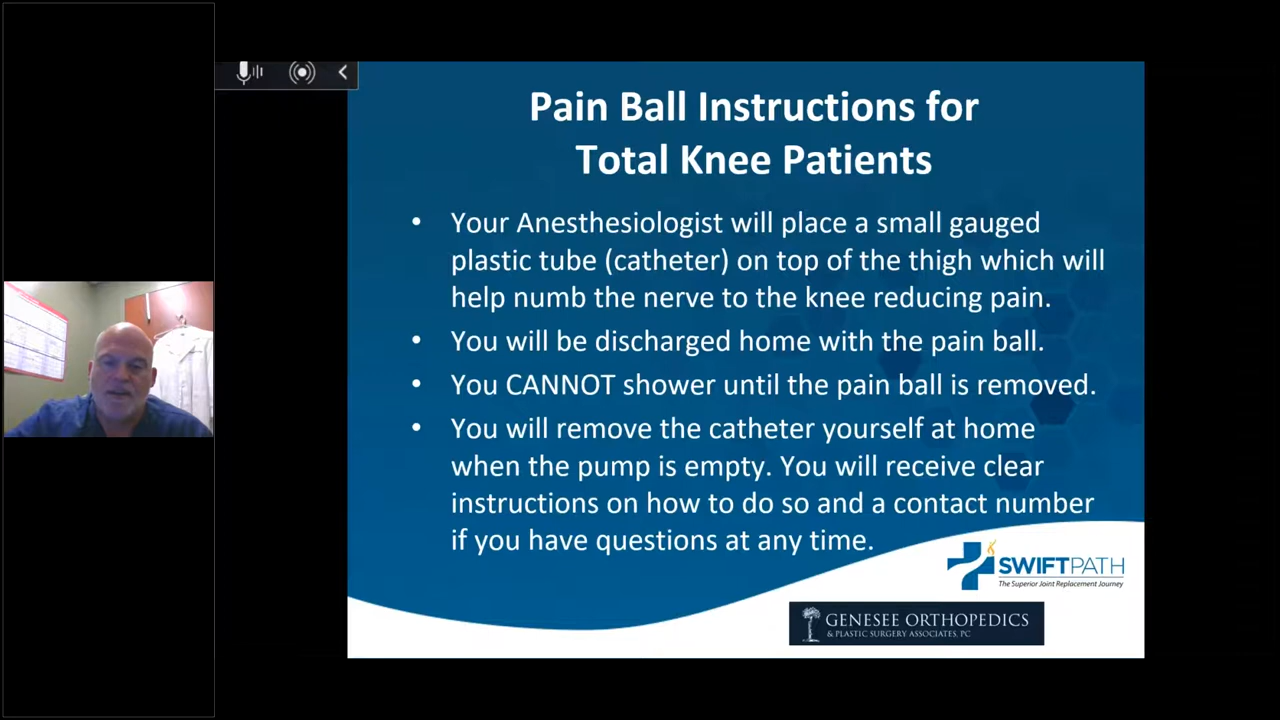 Pain Ball Instructions for
Total Knee Patients
• Your Anesthesiologist will place a small gauged
plastic tube (catheter) on top of the thigh which will
help numb the nerve to the knee reducing pain.
• You will be discharged home with the pain ball.
• You CANNOT shower until the pain ball is removed.
• You will remove the catheter yourself at home
when the pump is empty. You will receive clear
instructions on how to do so and a contact number
if you have questions at any time.
SWIFTPATH
The Superior Joint Replacement Journey
GENESEE ORTHOPEDICS
& PLASTIC SURGERY ASSOCIATES, PC